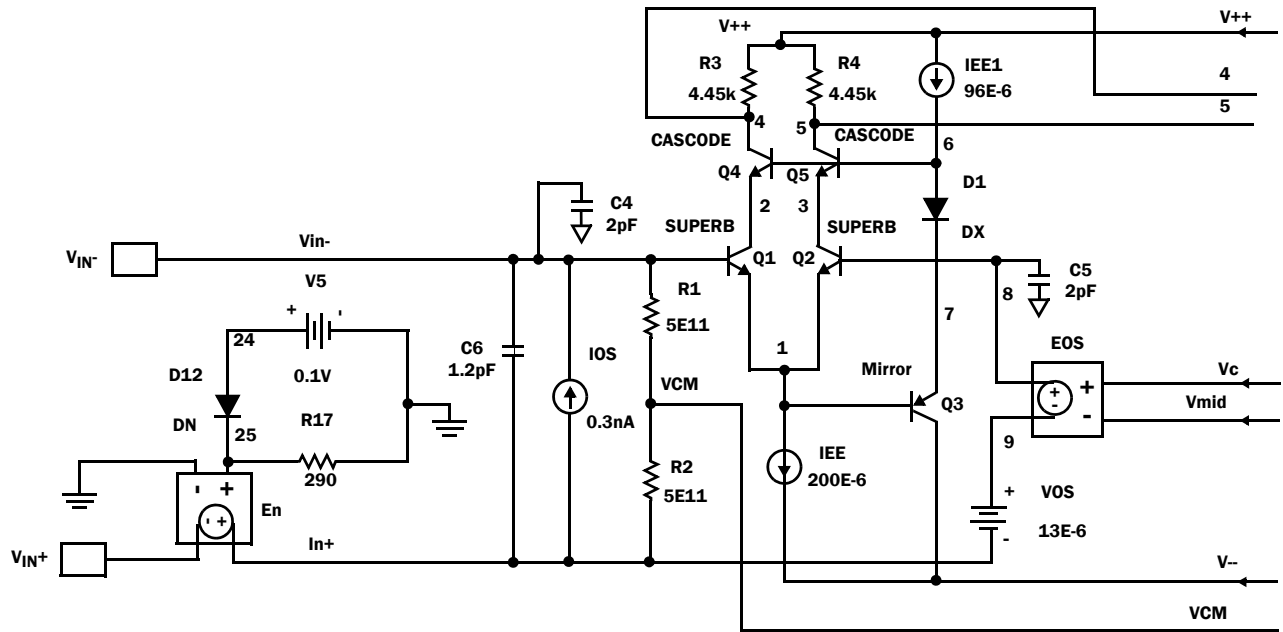 V++
V++
R3
4.45k
R4
4.45k
IEE1
96E-6
4
5
4
5
CASCODE
CASCODE
6
Q4
Q5
D1
DX
C4
2pF
2
3
SUPERB
SUPERB
VIN-
Vin-
Q1
Q2
C5
2pF
8
V5
+
-
R1
5E11
7
EOS
24
C6
1.2pF
IOS
0.3nA
1
+
-
+
-
Vc
Vmid
0.1V
D12
DN
VCM
Mirror
Q3
R17
25
290
9
IEE
200E-6
R2
5E11
-
+
-
+
En
+
VOS
13E-6
-
In+
VIN+
V--
VCM